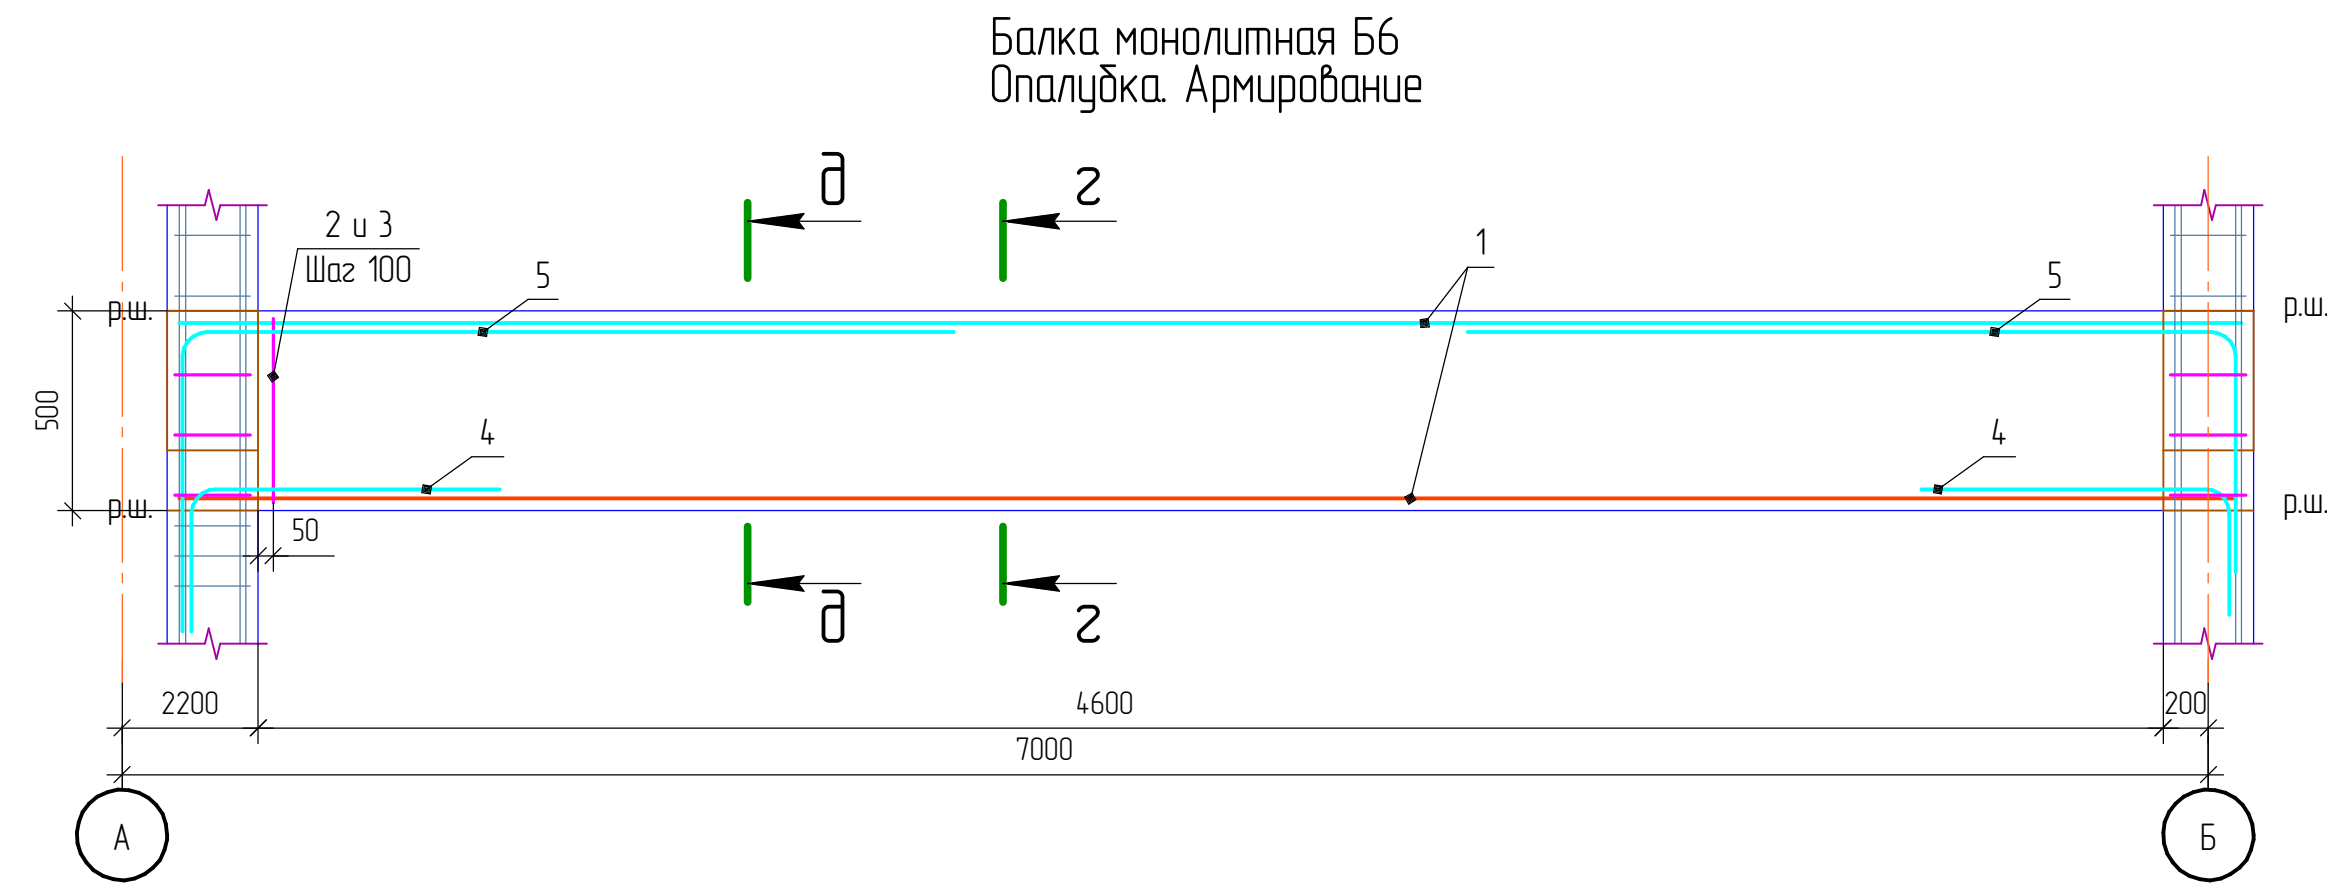 Балка монолитная Б6
Опалубка. Армирование
д
г
2 и 3
Шаг 100
5
1
5
р.ш.
р.ш.
500
4
4
р.ш.
р.ш.
50
д
г
2200
4600
200
7000
А
Б